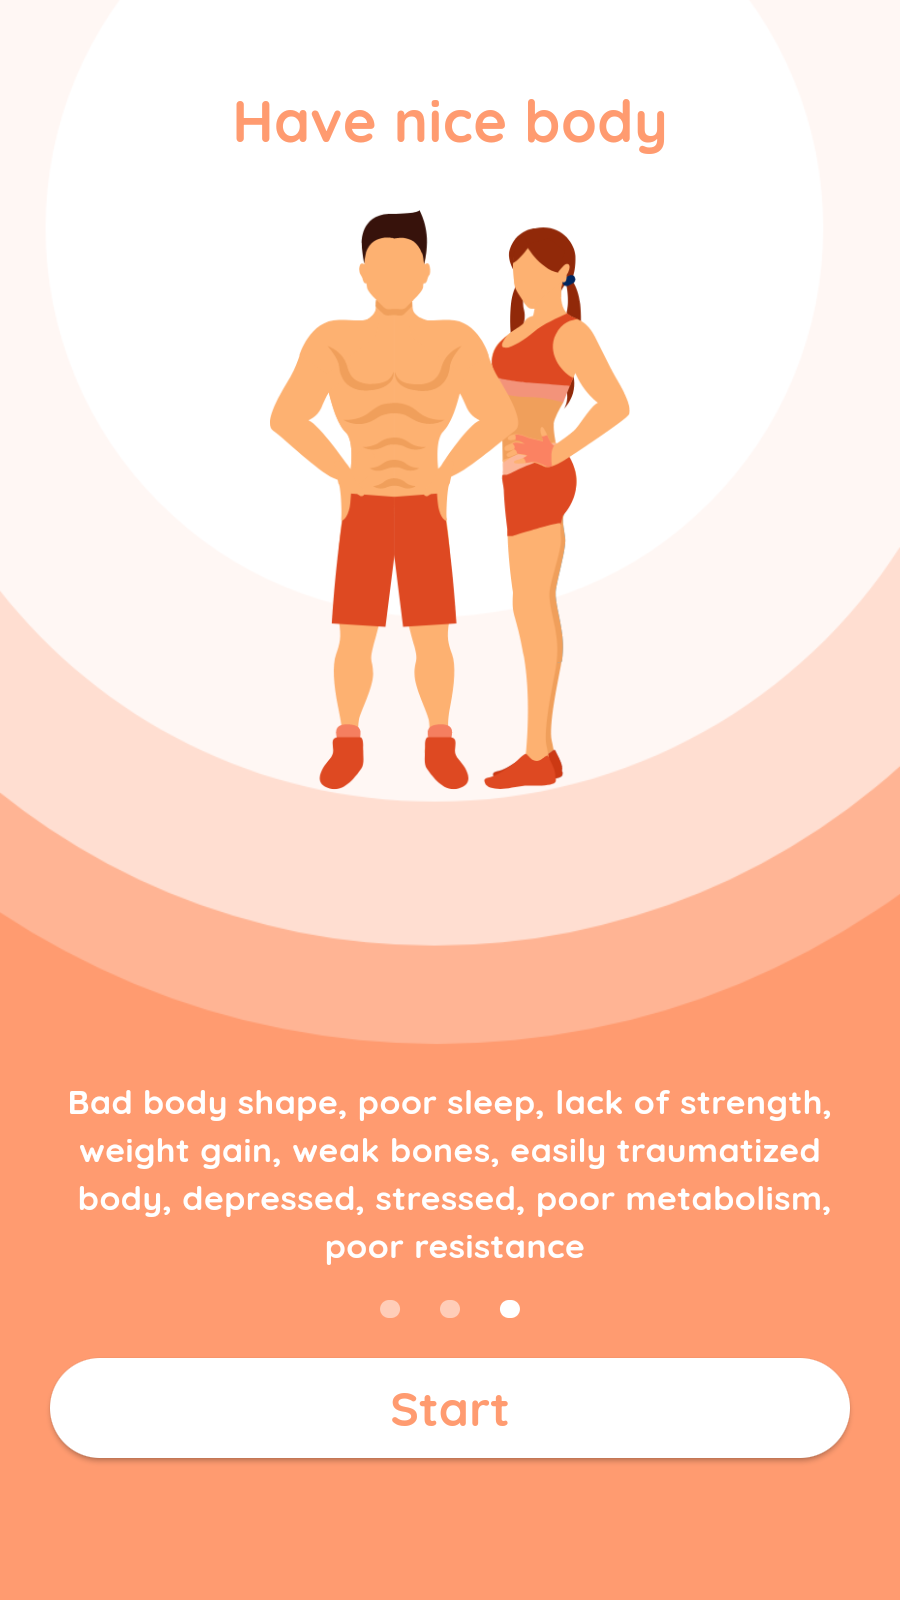 Have nice body
Bad body shape, poor sleep, lack of strength,
weight gain, weak bones, easily traumatized
body, depressed, stressed, poor metabolism,
poor resistance
Start